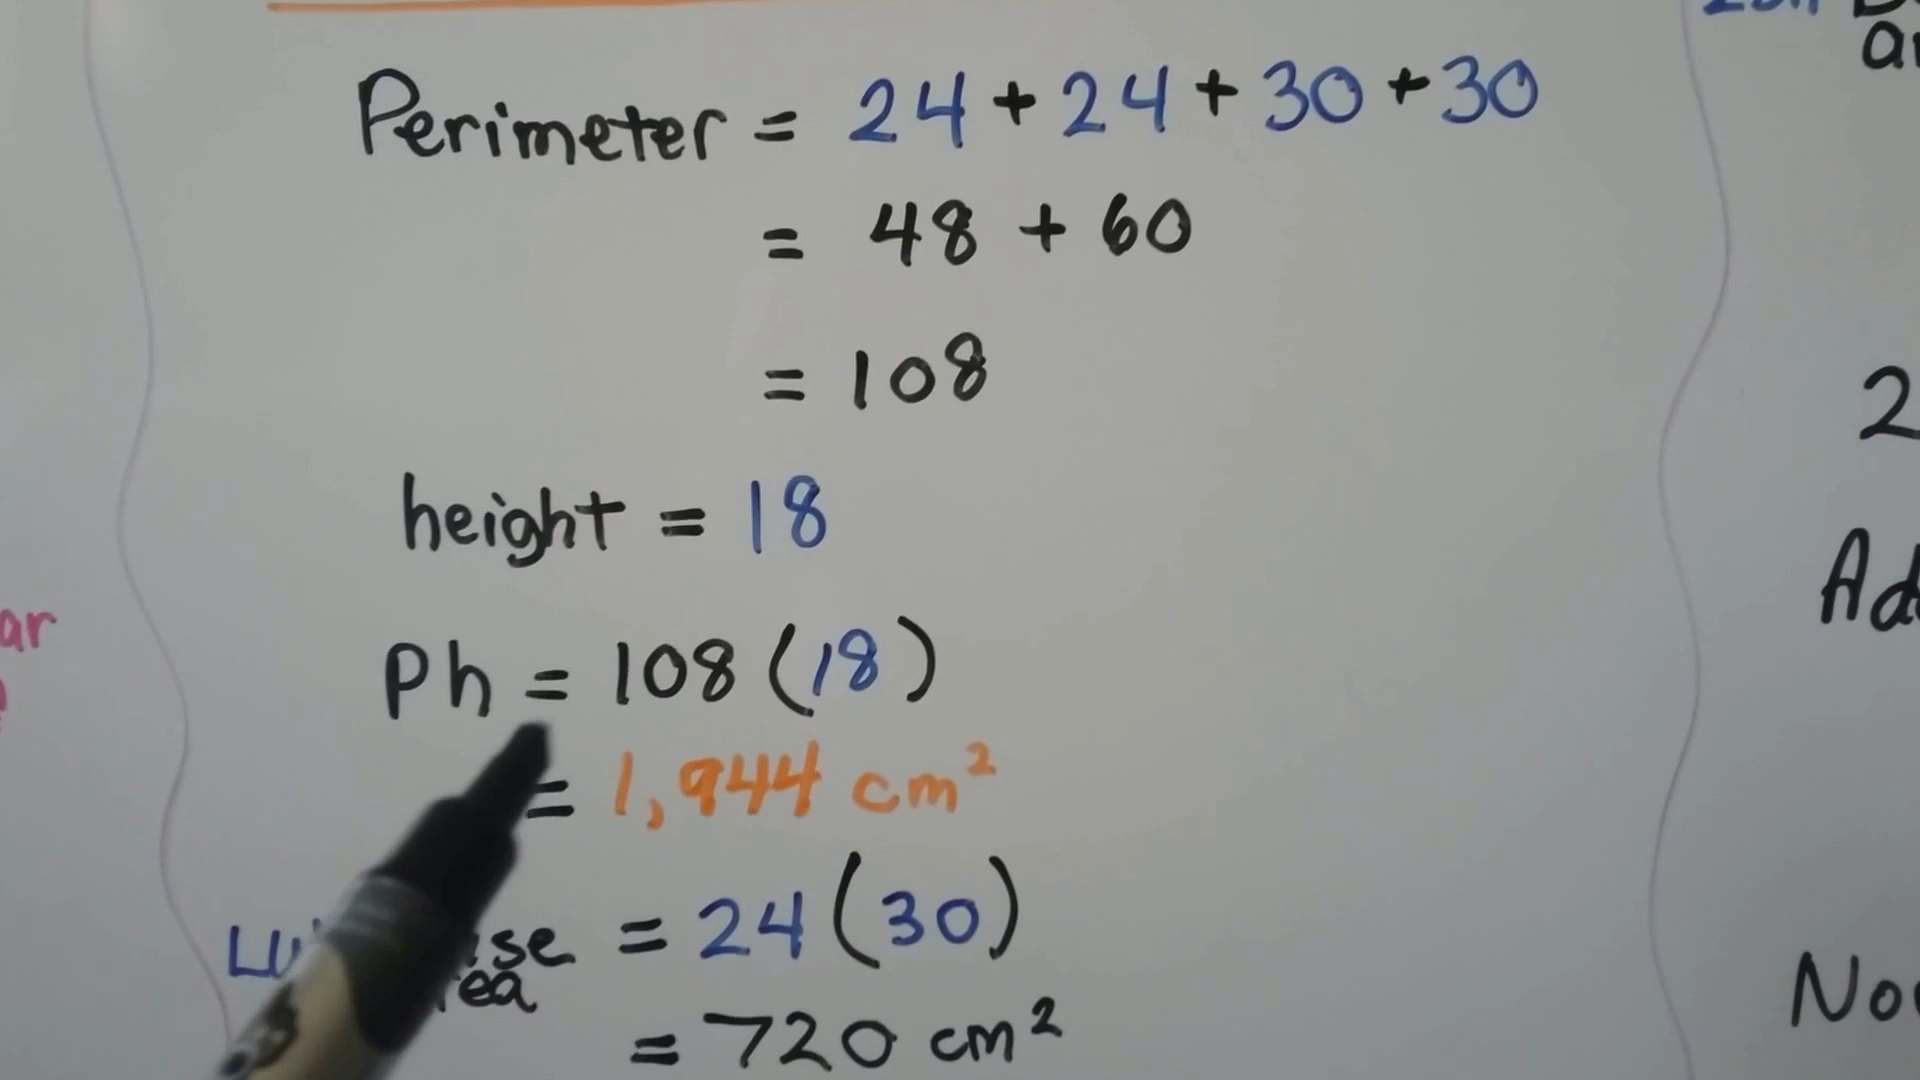 Perimeter = 24 + 24 + 30 + 30
= 48 + 60
= 108
height = 18
Ph = 108 (18)
= 1,944 cm²
= 24 (30)
= 720 cm²
2